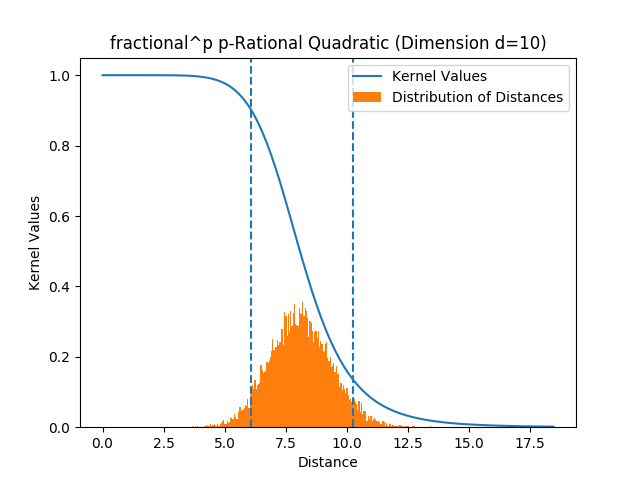 fractional^p p-Rational Quadratic (Dimension d=10)
Kernel Values
Distribution of Distances
1.0
0.8
0.6
0.4
0.2
0.0
Kernel Values
0.0 2.5 5.0 7.5 10.0 12.5 15.0 17.5
Distance